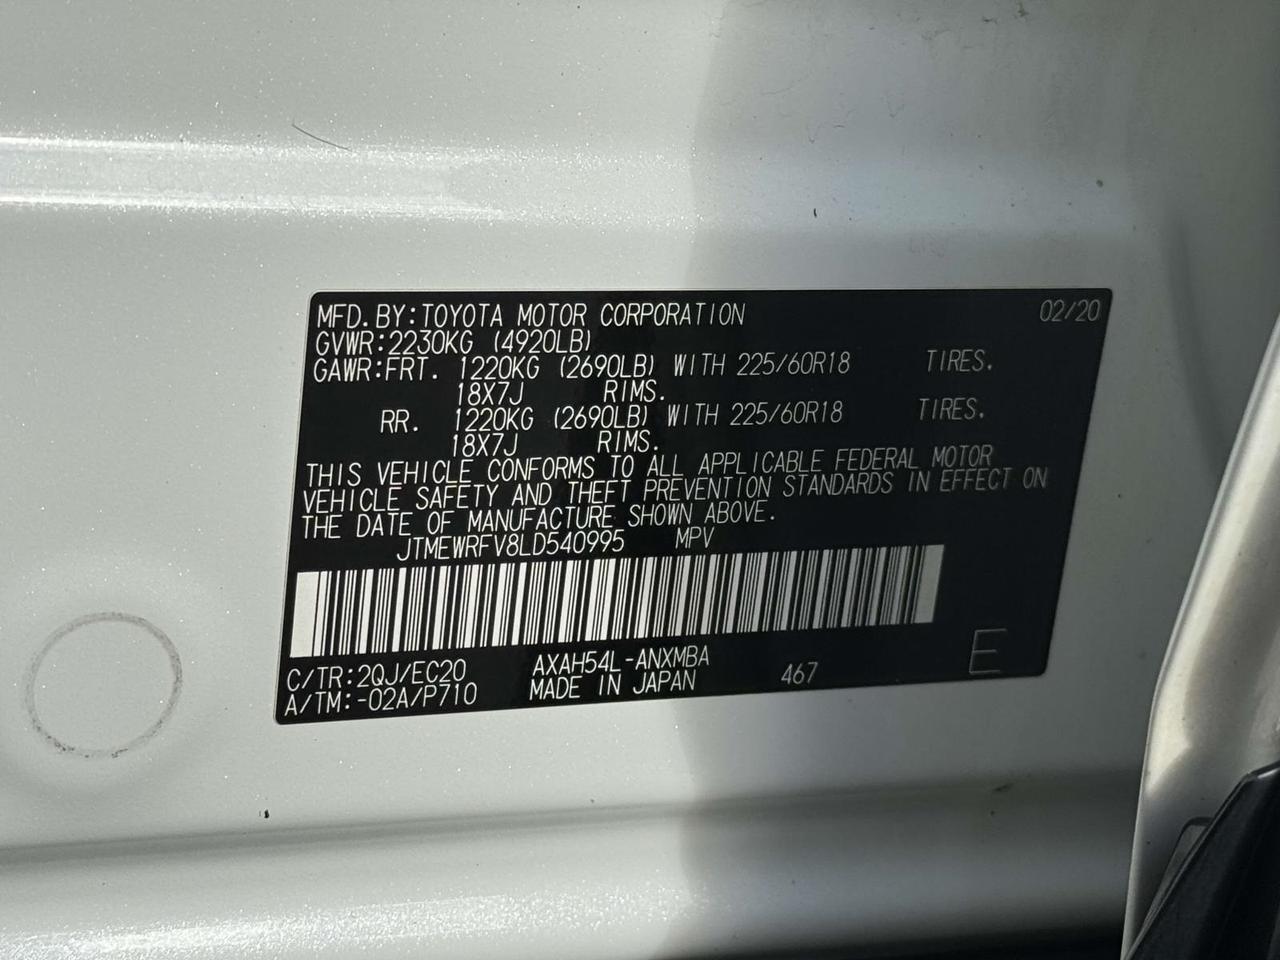 MFD. BY: TOYOTA MOTOR CORPORATION 02/20
GVWR: 2230KG (4920LB)
GAWR: FRT. 1220KG (2690LB) WITH 225/60R18 TIRES.
18X7J RIMS.
RR. 1220KG (2690LB) WITH 225/60R18 TIRES.
18X7J RIMS.
THIS VEHICLE CONFORMS TO ALL APPLICABLE FEDERAL MOTOR
VEHICLE SAFETY AND THEFT PREVENTION STANDARDS IN EFFECT ON
THE DATE OF MANUFACTURE SHOWN ABOVE.
JTMEWRFV8LD540995 MPV
C/TR: 2QJ/EC20 AXAH54L-ANXMBA 467 E
A/TM: -02A/P710 MADE IN JAPAN